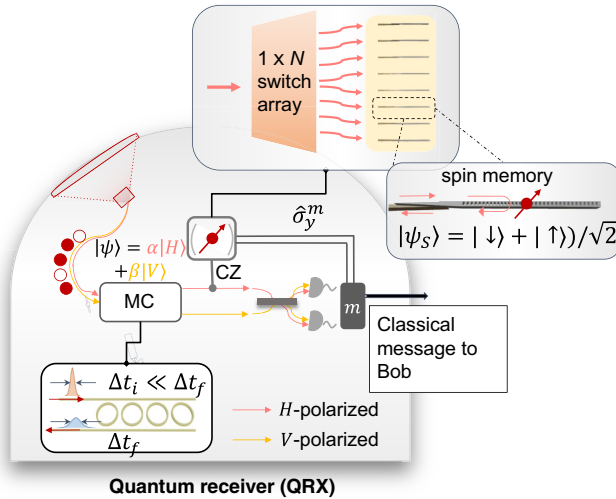 1 x N
switch
array
spin memory
|ψ_S⟩ = | ↓⟩ + | ↑⟩)/√2
σ̂_y^m
|ψ⟩ = α|H⟩
+β|V⟩
CZ
MC
m
Classical
message to
Bob
Δt_i ≪ Δt_f
Δt_f
H-polarized
V-polarized
Quantum receiver (QRX)